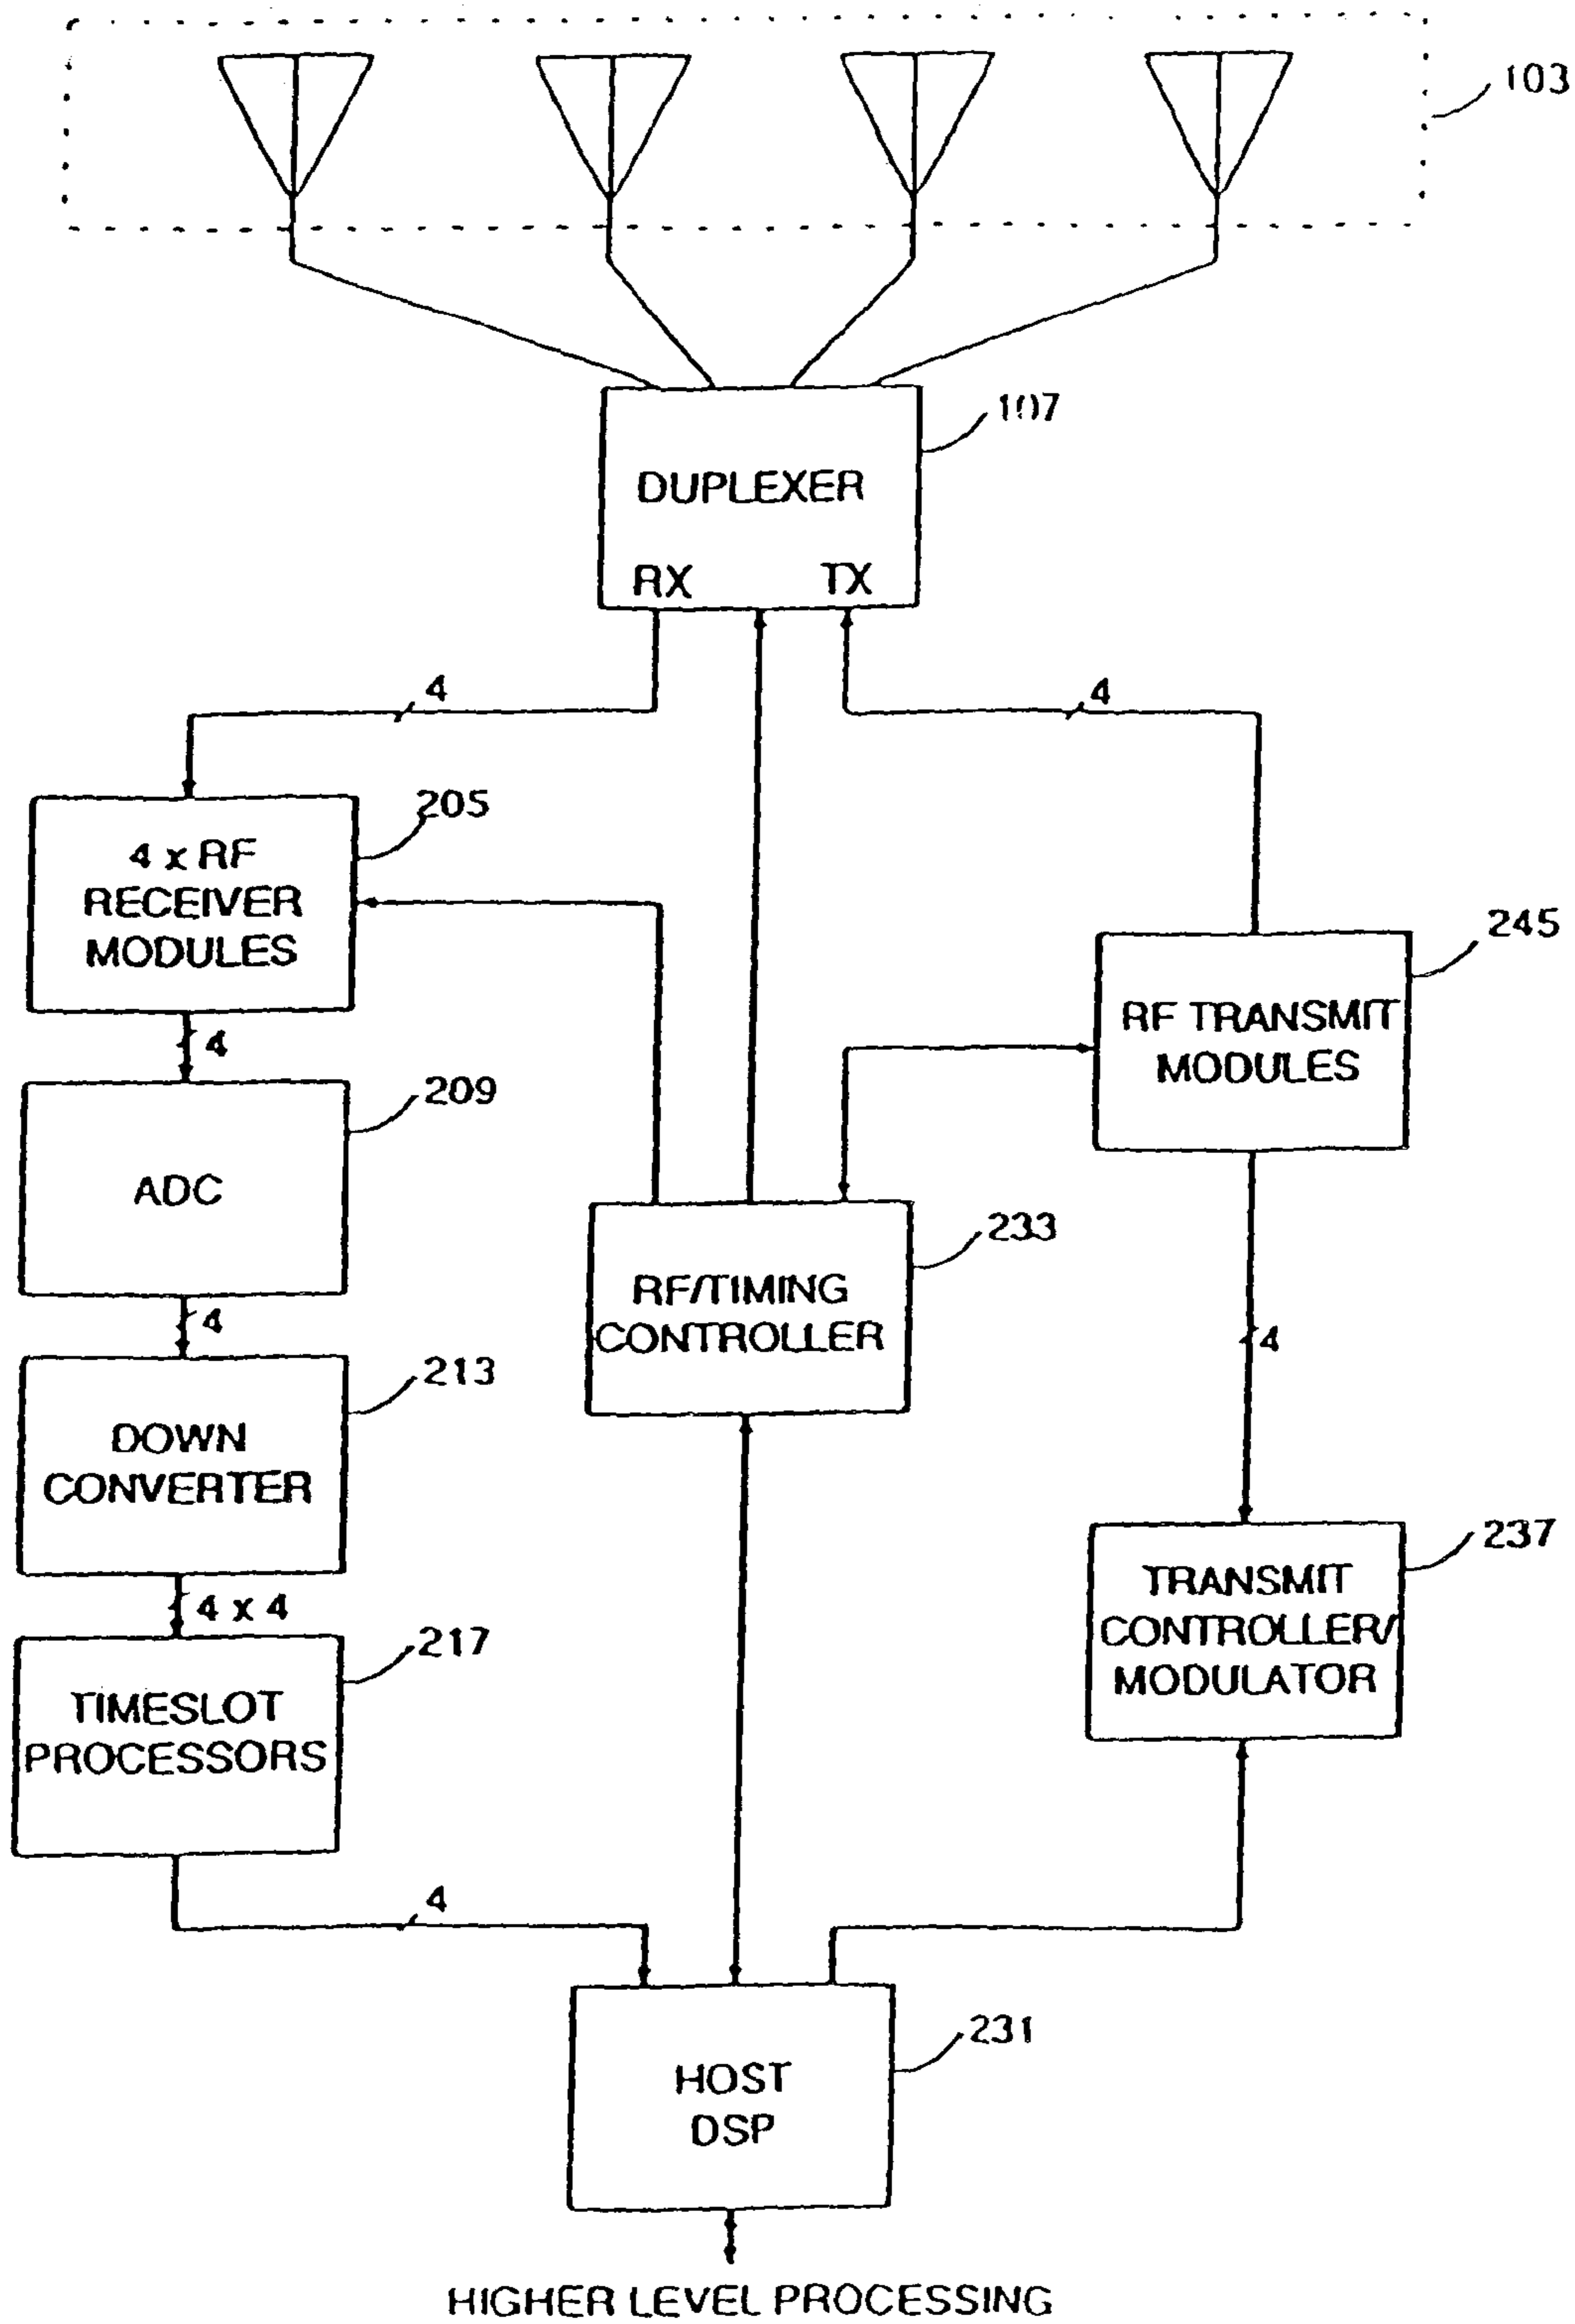 103
107
DUPLEXER
RX TX
4
4
205
4 x RF
RECEIVER
MODULES
245
RF TRANSMIT
MODULES
4
209
ADC
233
RF/TIMING
CONTROLLER
4
4
213
DOWN
CONVERTER
237
TRANSMIT
CONTROLLER/
MODULATOR
4 x 4
217
TIMESLOT
PROCESSORS
4
231
HOST
DSP
HIGHER LEVEL PROCESSING